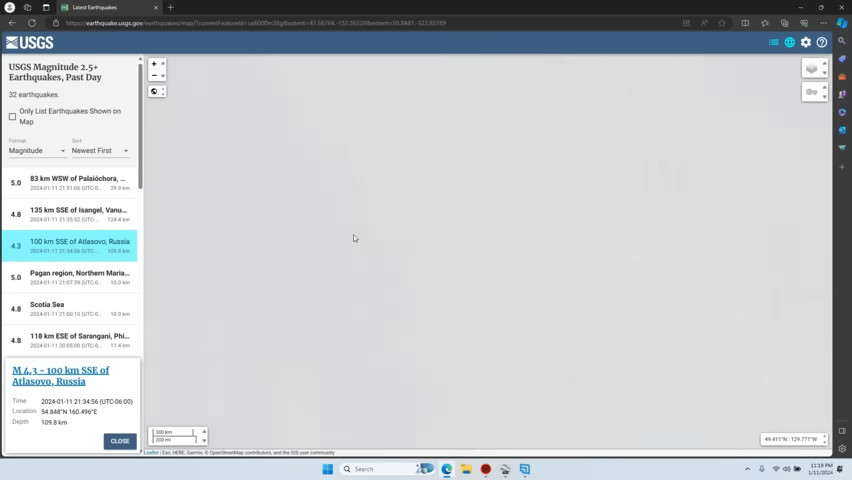 Latest Earthquakes
https://earthquake.usgs.gov/earthquakes/map/?currentFeatureId=us6000m38g&extent=
USGS
USGS Magnitude 2.5+
Earthquakes, Past Day
32 earthquakes.
Only List Earthquakes Shown on
Map
Format
Sort
Magnitude
Newest First
83 km WSW of Palaióchora, ...
5.0
2024-01-11 21:51:06 (UTC-0...
29.9 km
135 km SSE of Isangel, Vanu...
4.8
2024-01-11 21:35:52 (UTC-0...
124.4 km
100 km SSE of Atlasovo, Russia
4.3
2024-01-11 21:34:56 (UTC-0...
109.8 km
Pagan region, Northern Maria...
5.0
2024-01-11 21:07:39 (UTC-0...
10.0 km
Scotia Sea
4.8
2024-01-11 21:00:10 (UTC-0...
10.0 km
118 km ESE of Sarangani, Phi...
4.8
2024-01-11 20:05:00 (UTC-0...
11.4 km
M 4.3 - 100 km SSE of
Atlasovo, Russia
Time
2024-01-11 21:34:56 (UTC-06:00)
Location
54.848°N 160.496°E
Depth
109.8 km
CLOSE
300 km
200 mi
49.411°N -129.771°W
Leaflet | Esri, HERE, Garmin, © OpenStreetMap contributors, and the GIS user community
Search
11:19 PM
1/11/2024